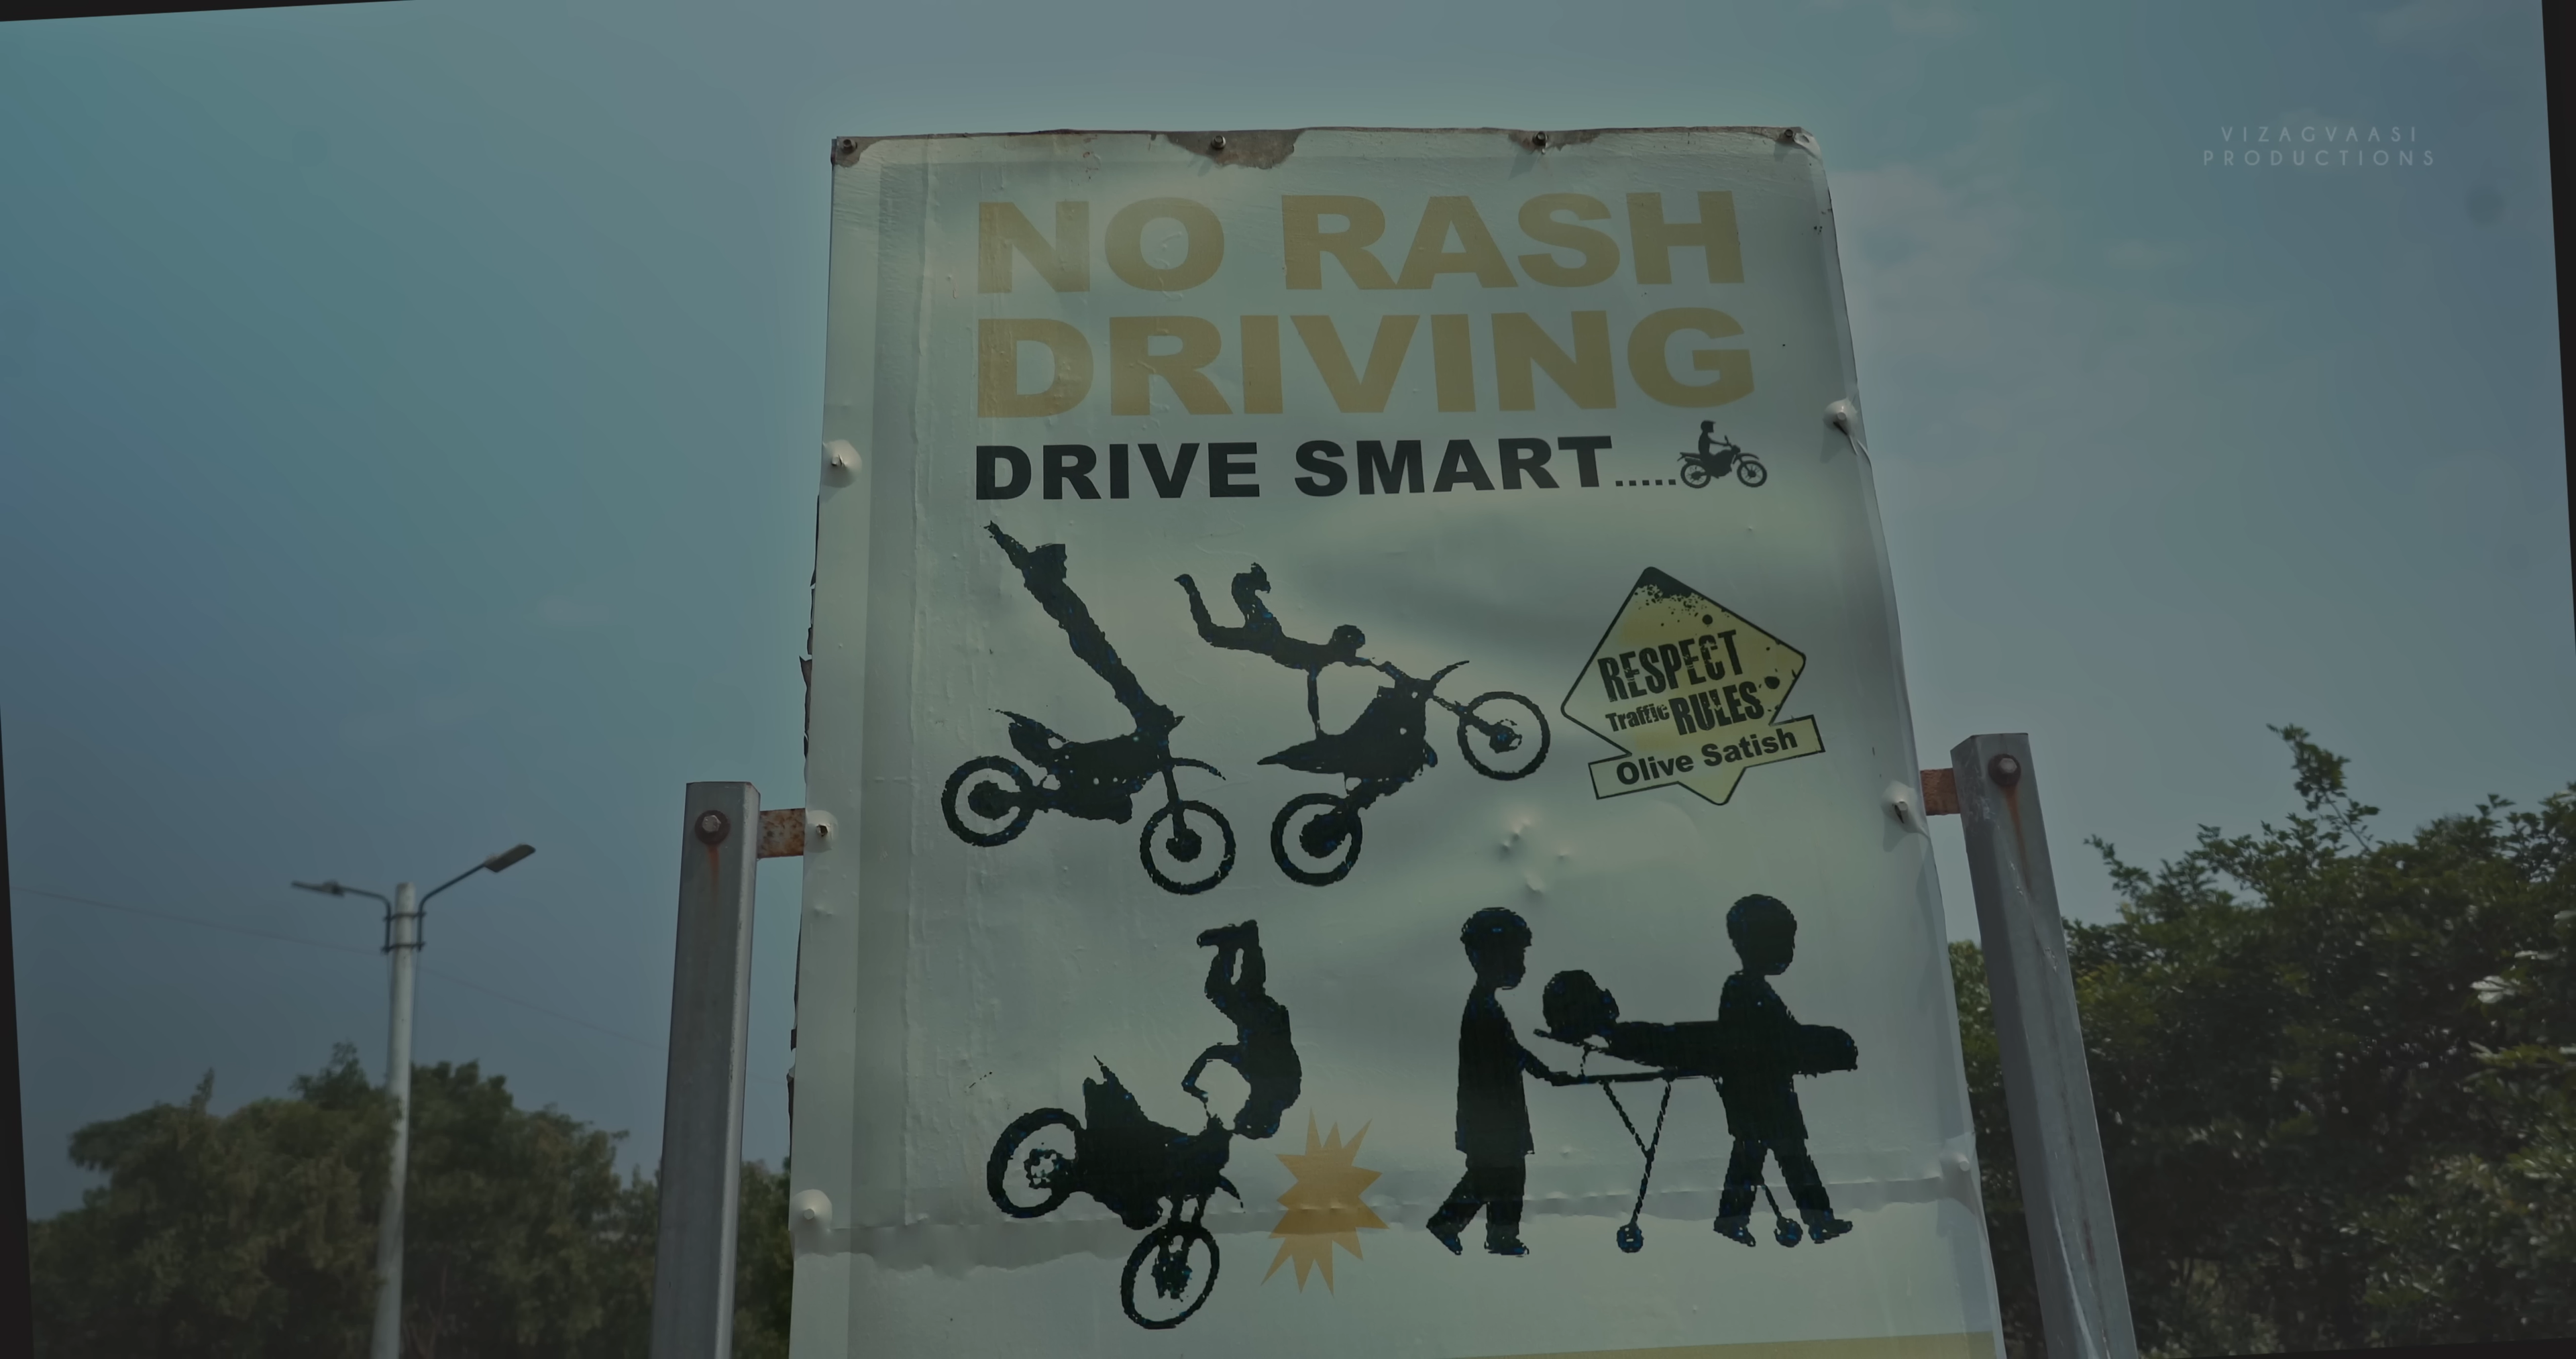 VIZAGVAASI
PRODUCTIONS
NO RASH
DRIVING
DRIVE SMART.....
RESPECT
Traffic RULES
Olive Satish